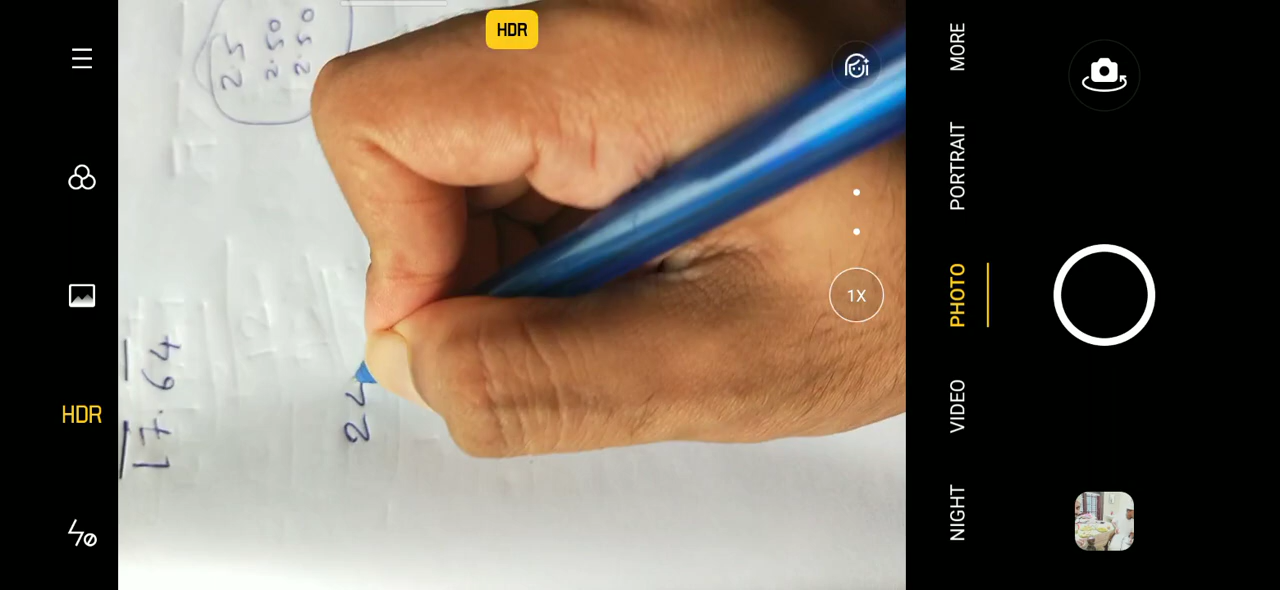 HDR
HDR
17.64
2.5
2.50
2.50
24
1X
NIGHT
VIDEO
PHOTO
PORTRAIT
MORE